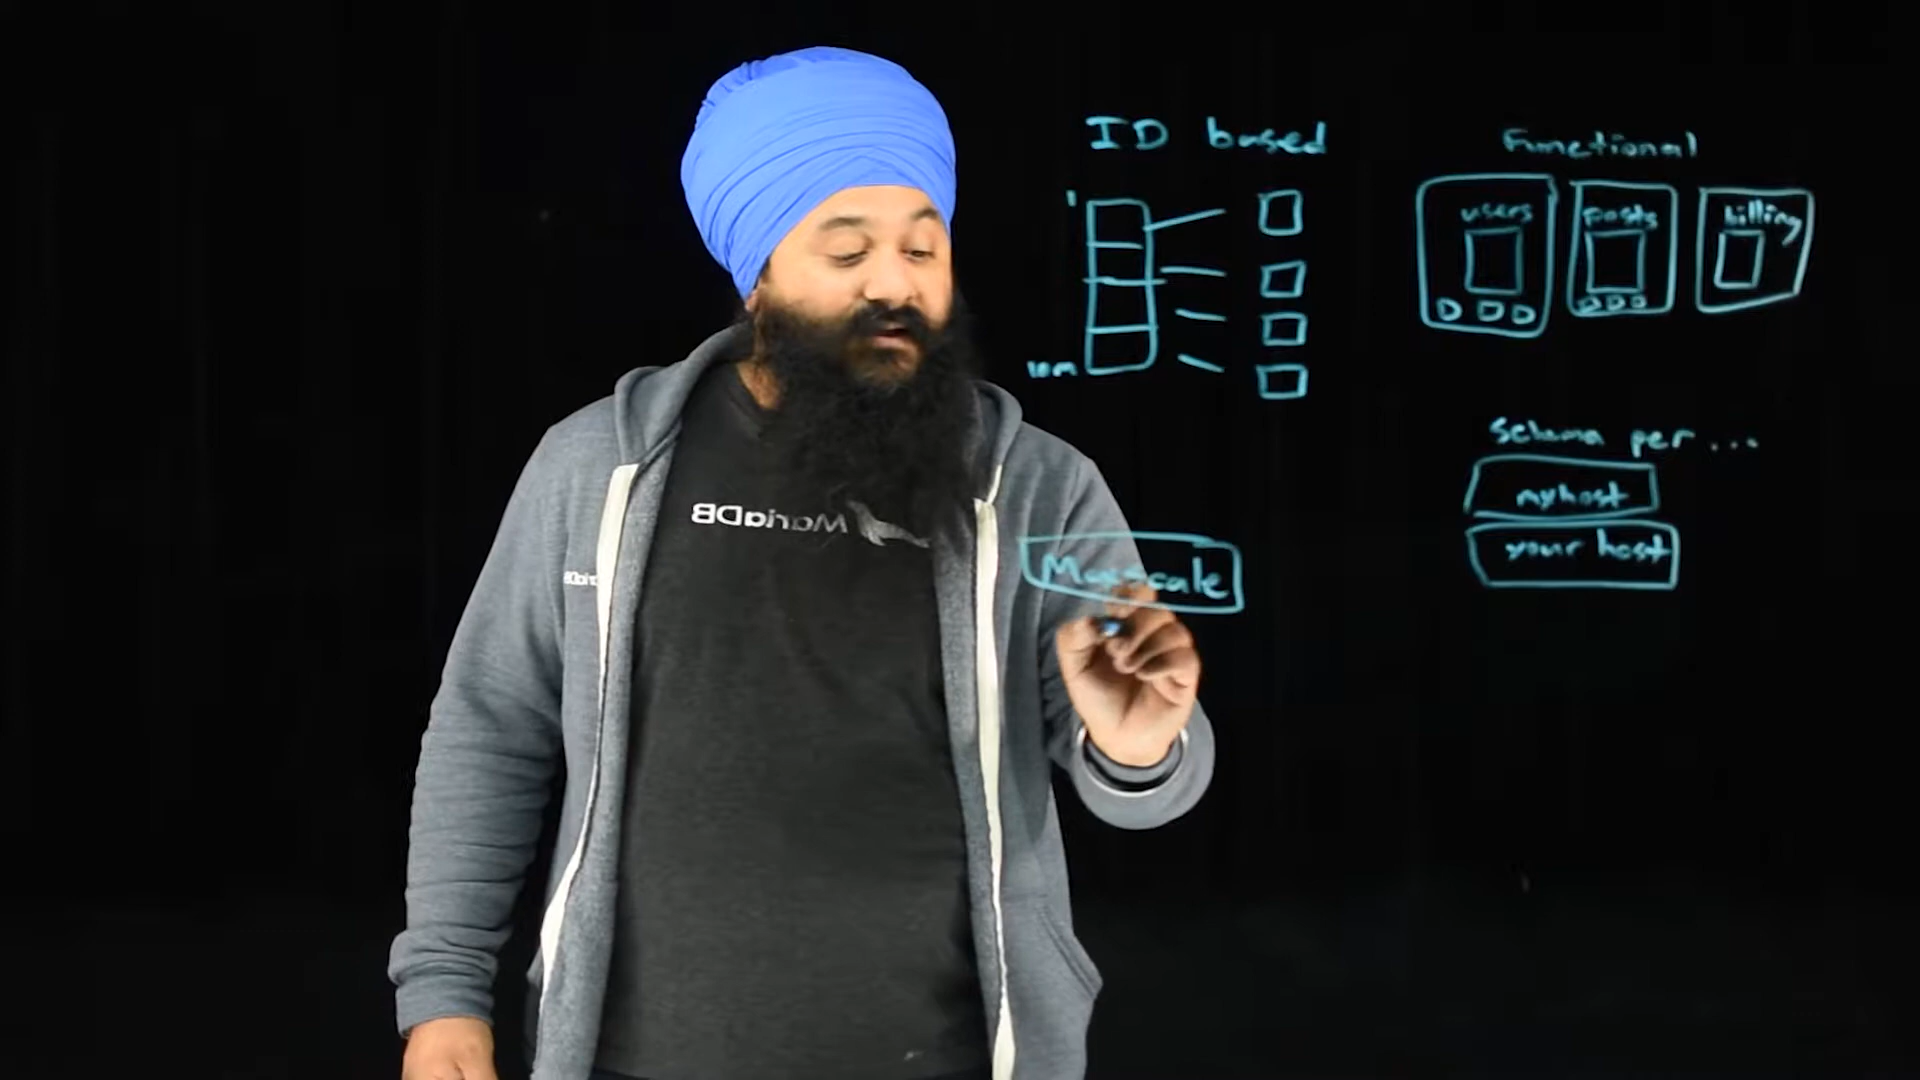 ID based
Functional
1
users
posts
billing
10m
schema per ...
myhost
your host
MariaDB
Maxscale